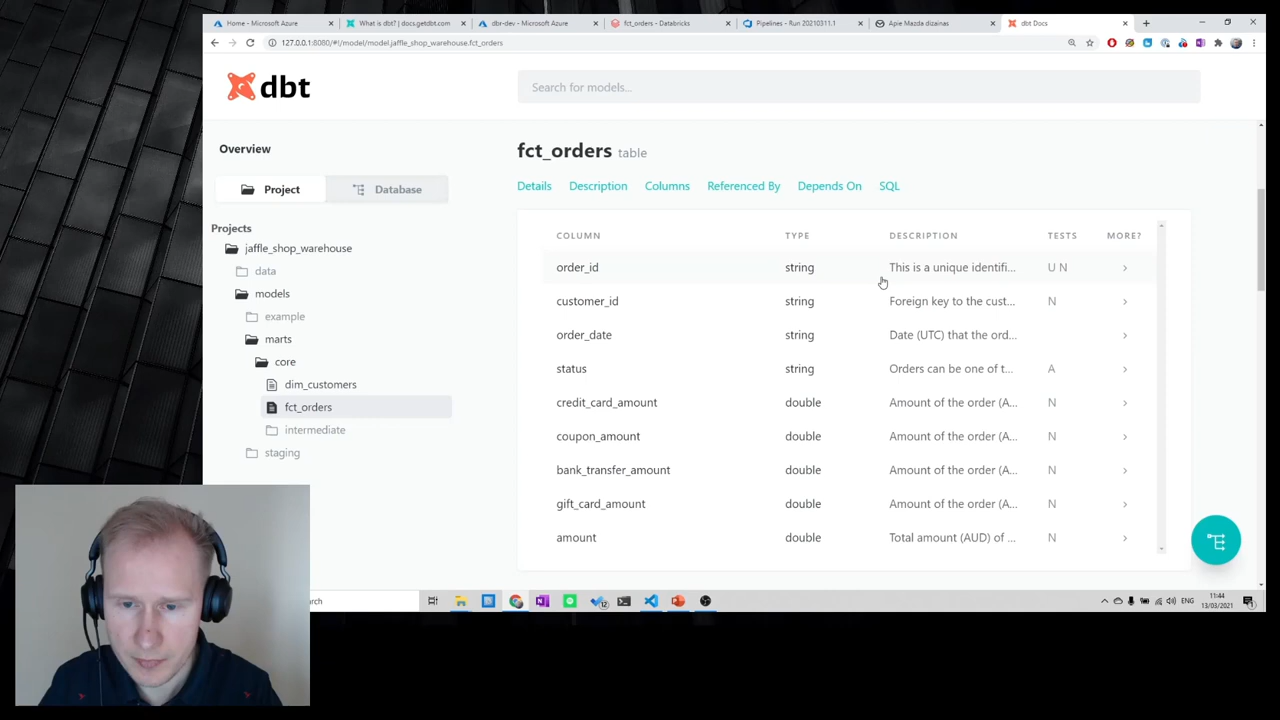 Home - Microsoft Azure
What is dbt? | docs.getdbt.com
dbr-dev - Microsoft Azure
fct_orders - Databricks
Pipelines - Run 20210311.1
Apie Mazda dizainas
dbt Docs
127.0.0.1:8080/#!/model/model.jaffle_shop_warehouse.fct_orders
dbt
Search for models...
Overview
Project
Database
Projects
jaffle_shop_warehouse
data
models
example
marts
core
dim_customers
fct_orders
intermediate
staging
fct_orders table
Details Description Columns Referenced By Depends On SQL
COLUMN TYPE DESCRIPTION TESTS MORE?
order_id string This is a unique identifi... U N
customer_id string Foreign key to the cust... N
order_date string Date (UTC) that the ord...
status string Orders can be one of t... A
credit_card_amount double Amount of the order (A... N
coupon_amount double Amount of the order (A... N
bank_transfer_amount double Amount of the order (A... N
gift_card_amount double Amount of the order (A... N
amount double Total amount (AUD) of ... N
rch
ENG
11:44
13/03/2021